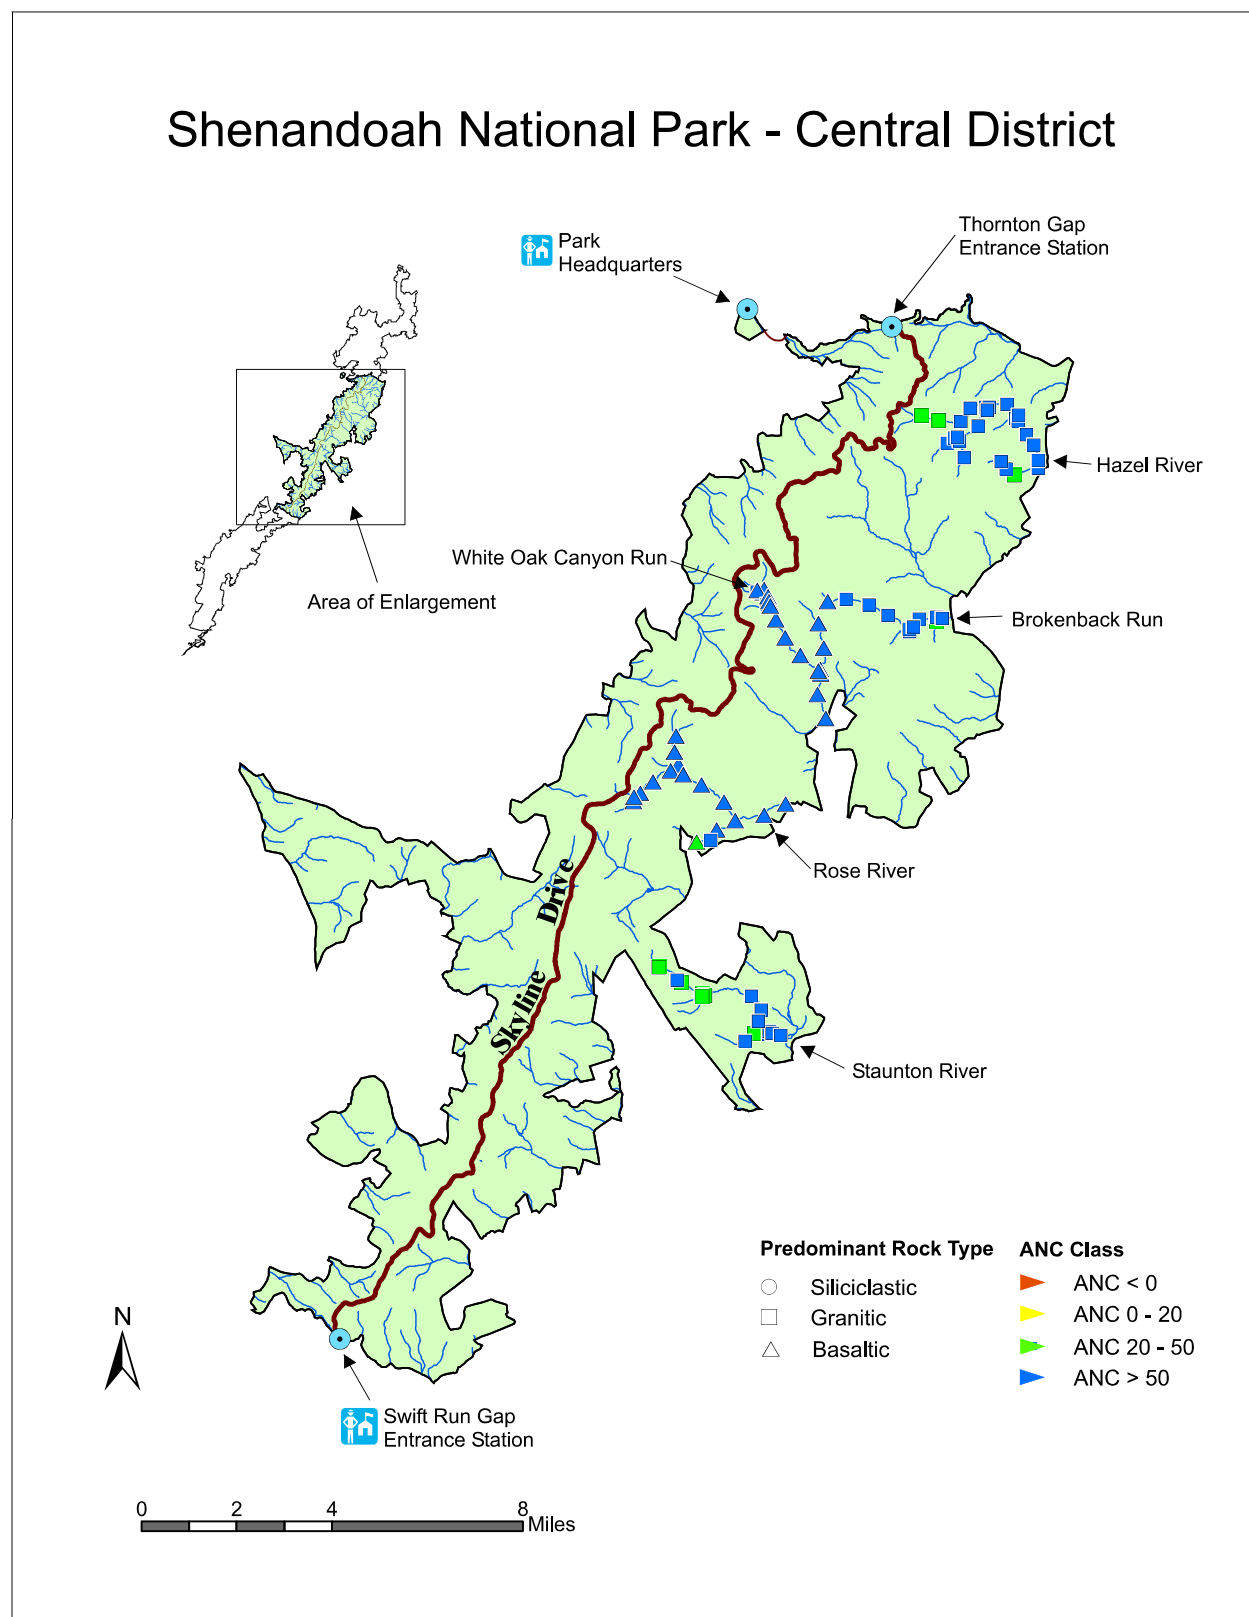 Shenandoah National Park - Central District
Thornton Gap
Entrance Station
Park
Headquarters
Hazel River
White Oak Canyon Run
Area of Enlargement
Brokenback Run
Rose River
Skyline Drive
Staunton River
Predominant Rock Type
Siliciclastic
Granitic
Basaltic
ANC Class
ANC < 0
ANC 0 - 20
ANC 20 - 50
ANC > 50
N
Swift Run Gap
Entrance Station
0 2 4 8
Miles